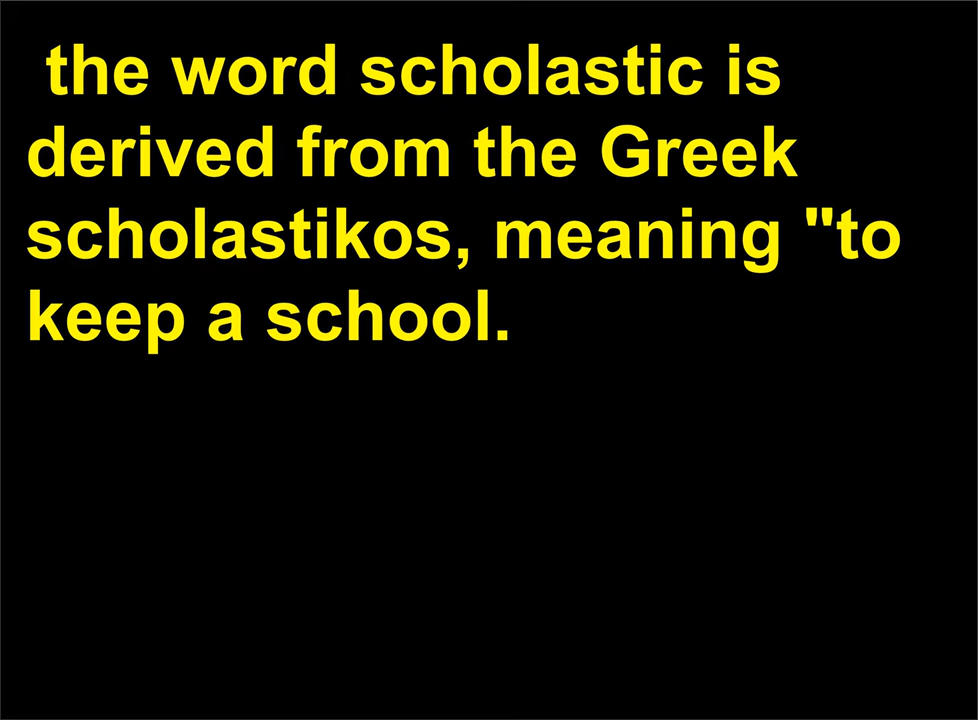 the word scholastic is
derived from the Greek
scholastikos, meaning "to
keep a school.